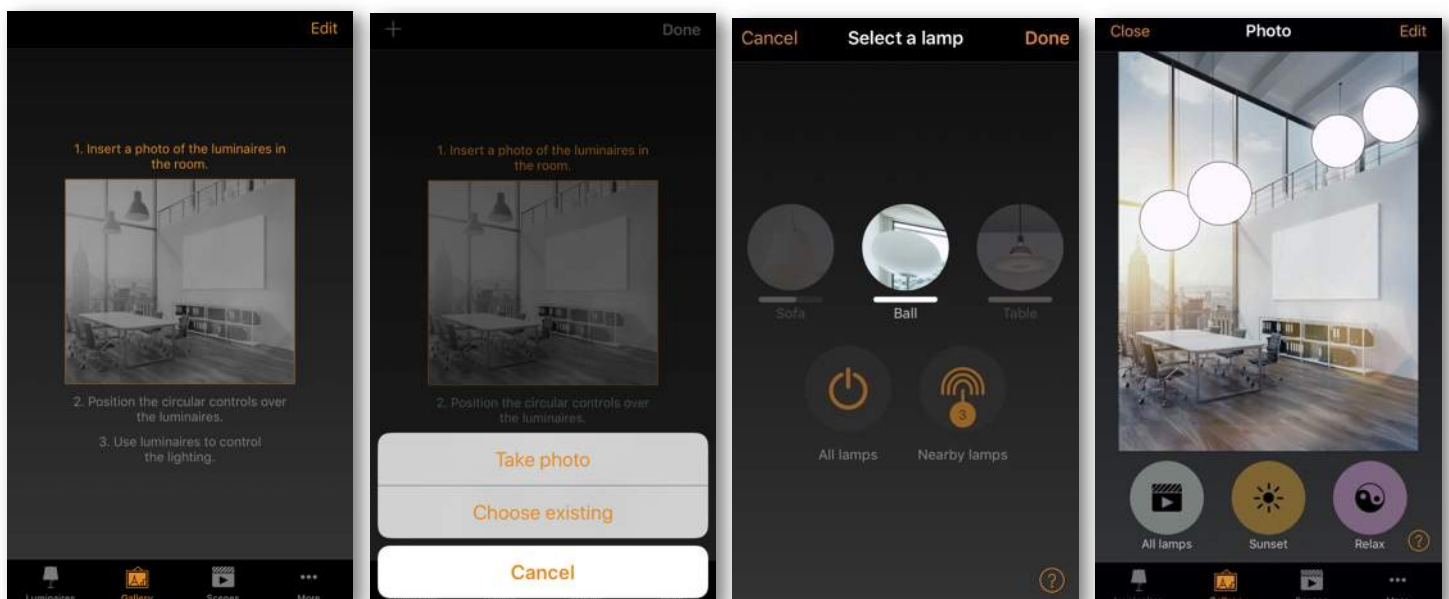 Edit
1. Insert a photo of the luminaires in
the room.
2. Position the circular controls over
the luminaires.
3. Use luminaires to control
the lighting.
Luminaires
Gallery
Scenes
More
+
Done
1. Insert a photo of the luminaires in
the room.
2. Position the circular controls over
the luminaires.
Take photo
Choose existing
Cancel
Cancel
Select a lamp
Done
Sofa
Ball
Table
3
All lamps
Nearby lamps
?
Close
Photo
Edit
All lamps
Sunset
Relax
?